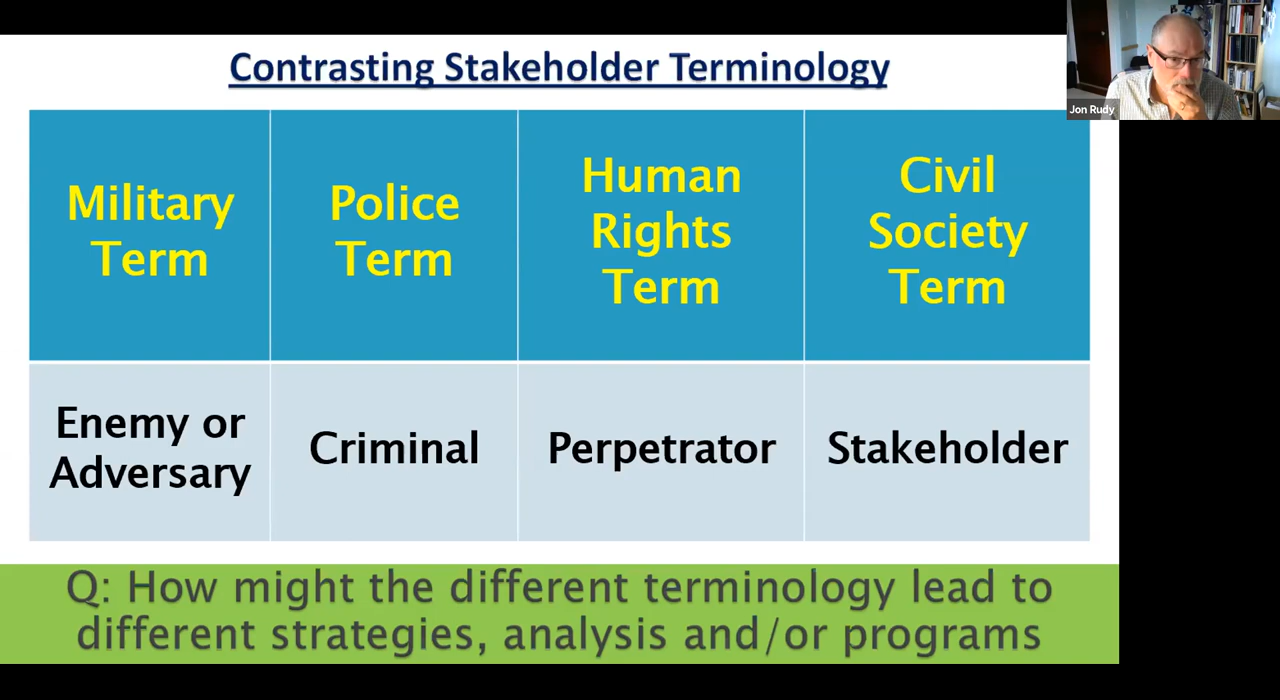 Contrasting Stakeholder Terminology
Jon Rudy
Military
Term
Police
Term
Human
Rights
Term
Civil
Society
Term
Enemy or
Adversary
Criminal
Perpetrator
Stakeholder
Q: How might the different terminology lead to
different strategies, analysis and/or programs